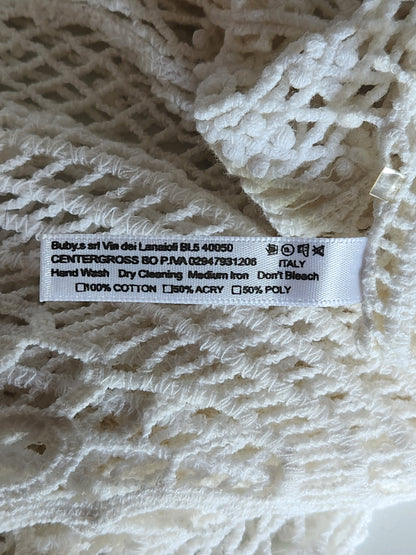 Buby.s srl Via dei Lanaioli BL5 40050
CENTERGROSS BO P.IVA 02947931206 ITALY
Hand Wash Dry Cleaning Medium Iron Don't Bleach
☐100% COTTON ☐50% ACRY ☐50% POLY